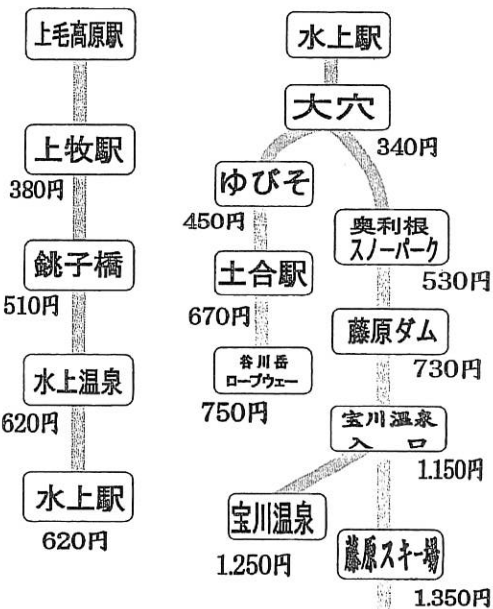 上毛高原駅
上牧駅
380円
銚子橋
510円
水上温泉
620円
水上駅
620円
水上駅
大穴
340円
ゆびそ
450円
土合駅
670円
谷川岳
ロープウェー
750円
奥利根
スノーパーク
530円
藤原ダム
730円
宝川温泉
入口
1.150円
宝川温泉
1.250円
藤原スキー場
1.350円